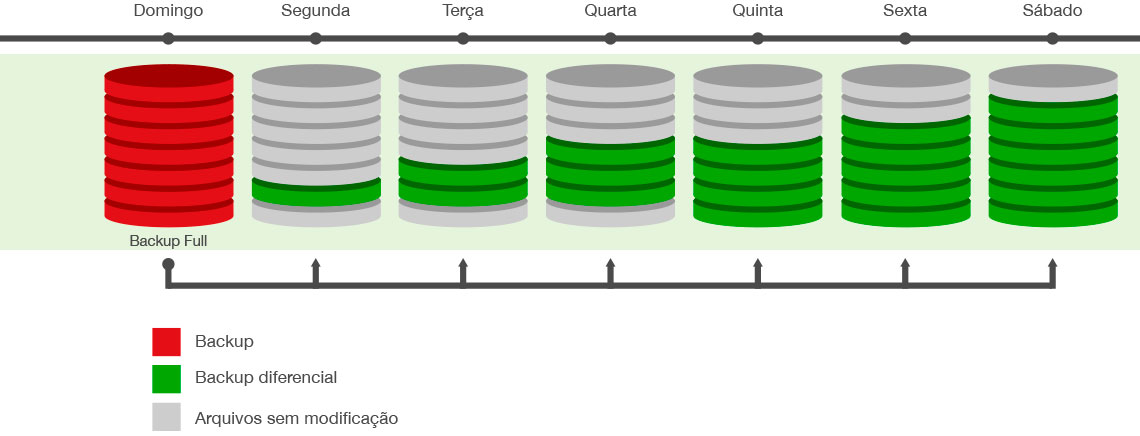 Domingo Segunda Terça Quarta Quinta Sexta Sábado
Backup Full
Backup
Backup diferencial
Arquivos sem modificação